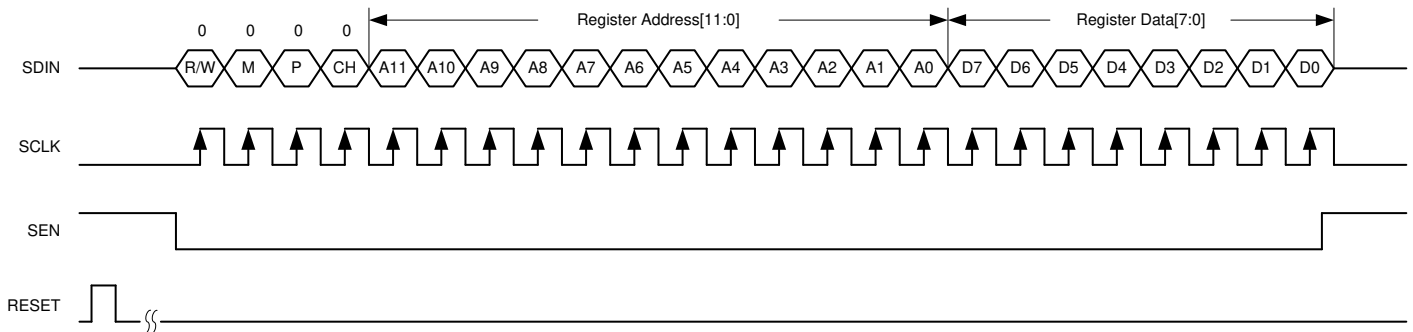 Register Address[11:0] Register Data[7:0]
0 0 0 0
SDIN R/W M P CH A11 A10 A9 A8 A7 A6 A5 A4 A3 A2 A1 A0 D7 D6 D5 D4 D3 D2 D1 D0
SCLK
SEN
RESET